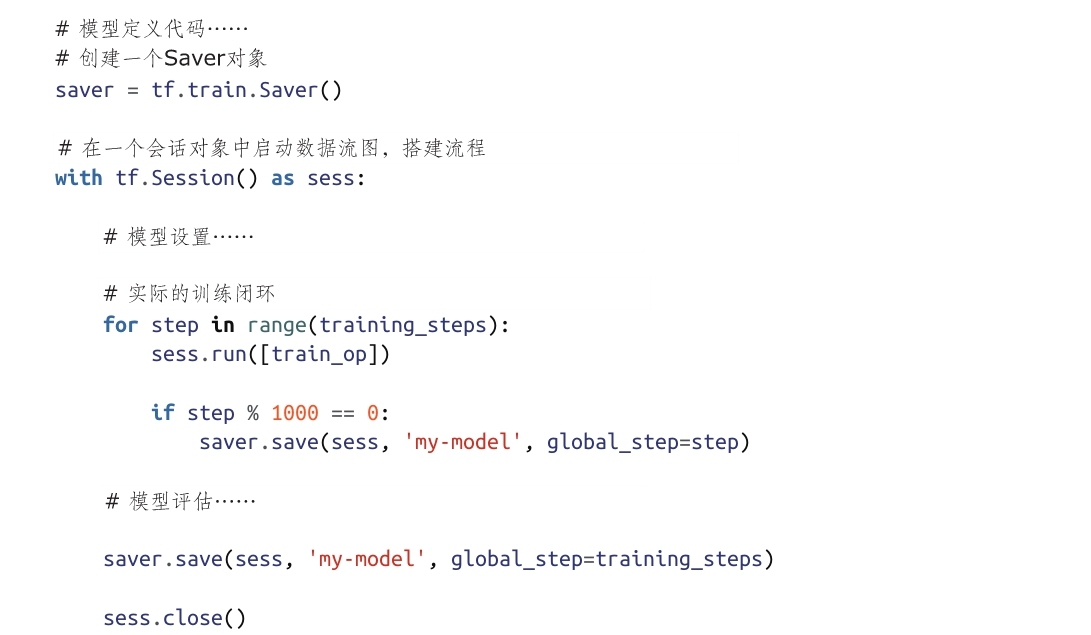 # 模型定义代码……
# 创建一个Saver对象
saver = tf.train.Saver()
# 在一个会话对象中启动数据流图，搭建流程
with tf.Session() as sess:
# 模型设置……
# 实际的训练闭环
for step in range(training_steps):
sess.run([train_op])
if step % 1000 == 0:
saver.save(sess, 'my-model', global_step=step)
# 模型评估……
saver.save(sess, 'my-model', global_step=training_steps)
sess.close()